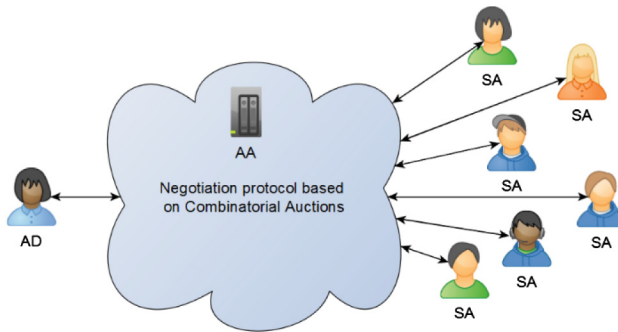 SA
SA
AA
SA
Negotiation protocol based
on Combinatorial Auctions
AD
SA
SA
SA